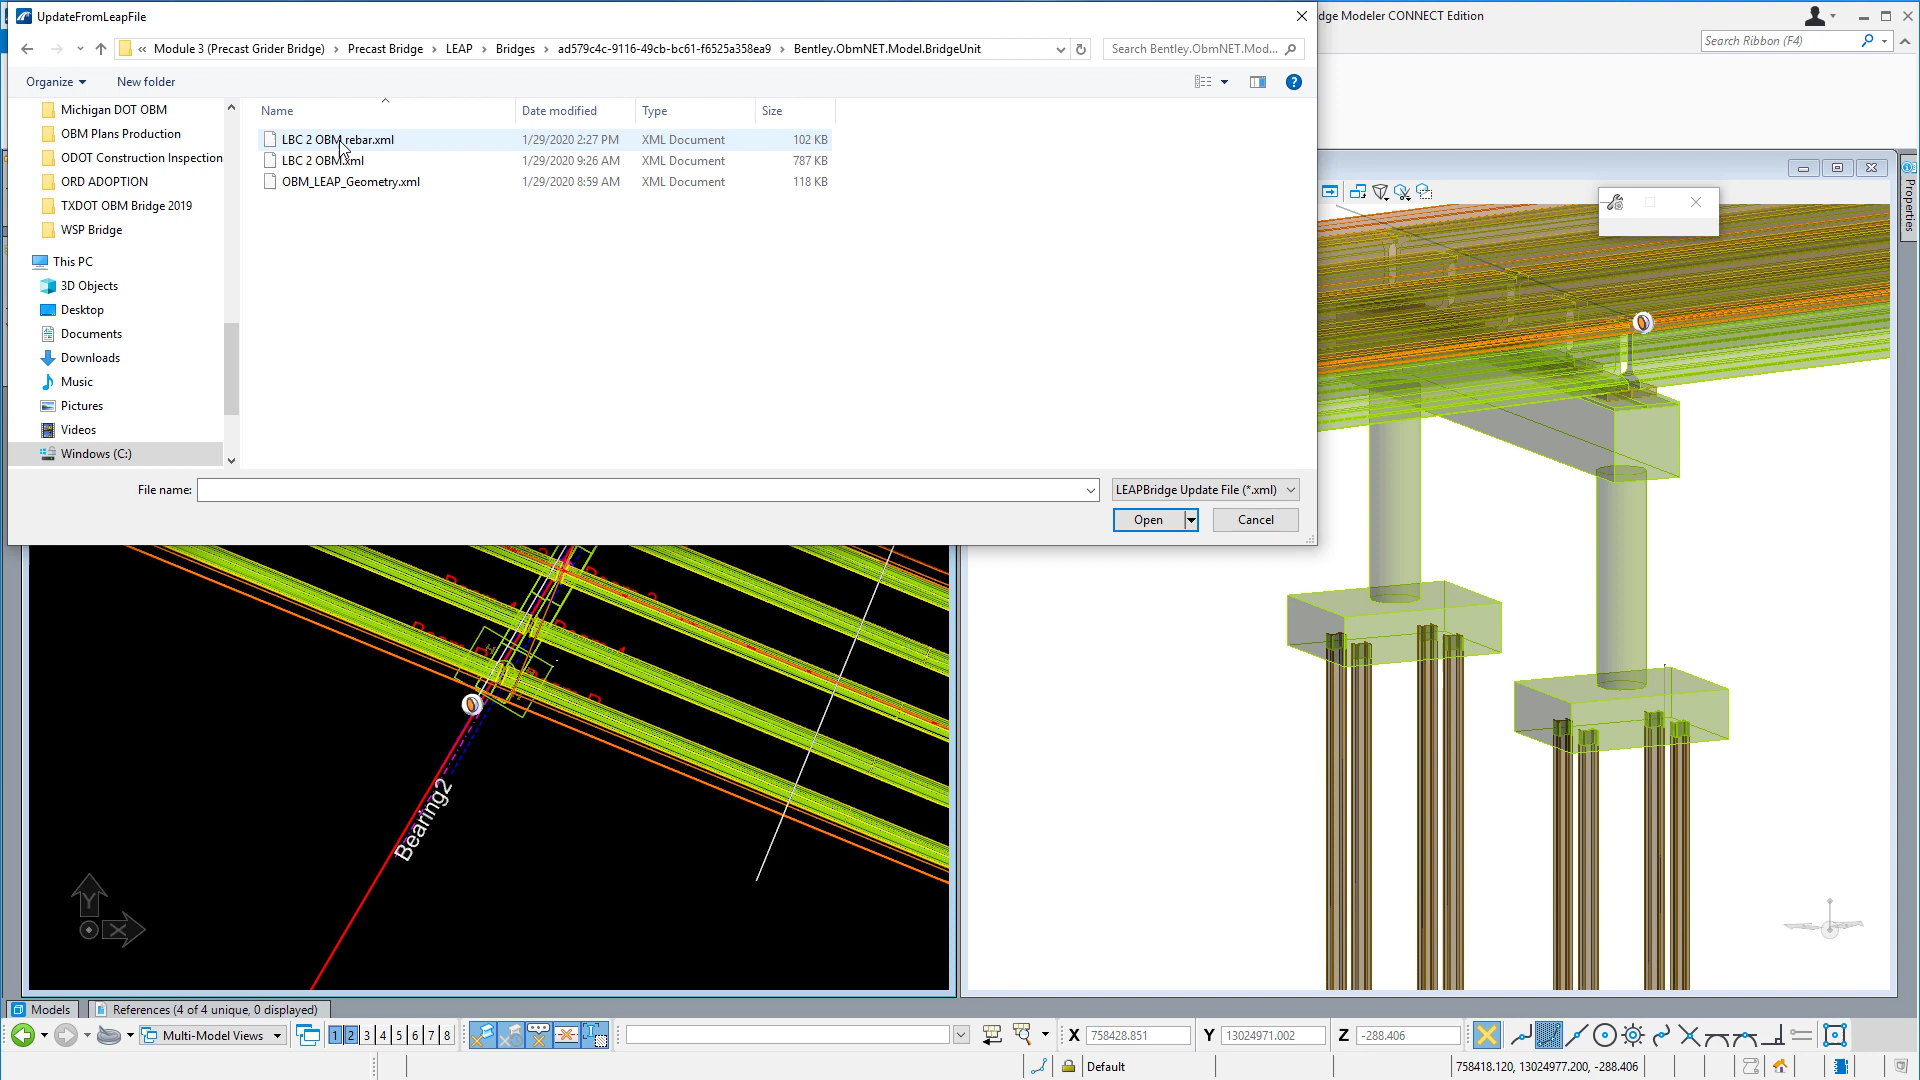 UpdateFromLeapFile
dge Modeler CONNECT Edition
Search Ribbon (F4)
« Module 3 (Precast Grider Bridge) › Precast Bridge › LEAP › Bridges › ad579c4c-9116-49cb-bc61-f6525a358ea9 › Bentley.ObmNET.Model.BridgeUnit
Search Bentley.ObmNET.Mod...
Organize
New folder
Name
Date modified
Type
Size
Michigan DOT OBM
OBM Plans Production
ODOT Construction Inspection
ORD ADOPTION
TXDOT OBM Bridge 2019
WSP Bridge
This PC
3D Objects
Desktop
Documents
Downloads
Music
Pictures
Videos
Windows (C:)
LBC 2 OBM rebar.xml 1/29/2020 2:27 PM XML Document 102 KB
LBC 2 OBM.xml 1/29/2020 9:26 AM XML Document 787 KB
OBM_LEAP_Geometry.xml 1/29/2020 8:59 AM XML Document 118 KB
File name:
LEAPBridge Update File (*.xml)
Open
Cancel
Properties
Bearing2
Y
X
Models
References (4 of 4 unique, 0 displayed)
Multi-Model Views
1 2 3 4 5 6 7 8
X 758428.851
Y 13024971.002
Z -288.406
Default
758418.120, 13024977.200, -288.406